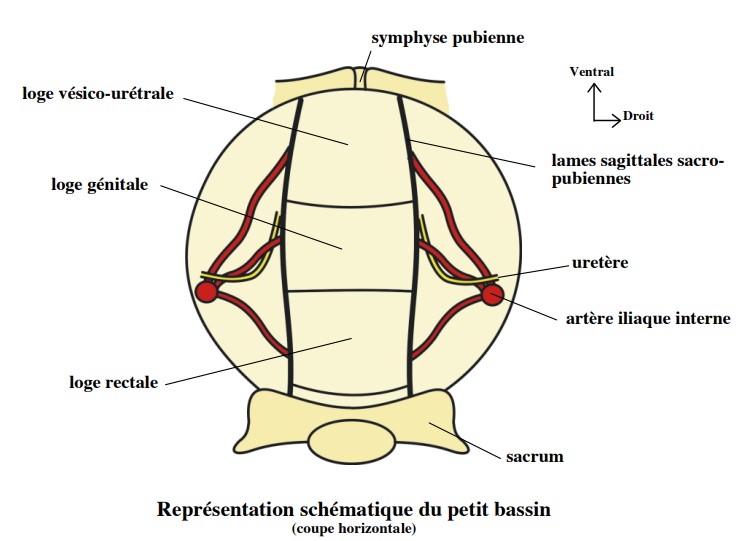 symphyse pubienne
Ventral
loge vésico-urétrale
Droit
lames sagittales sacro-
pubiennes
loge génitale
uretère
artère iliaque interne
loge rectale
sacrum
Représentation schématique du petit bassin
(coupe horizontale)